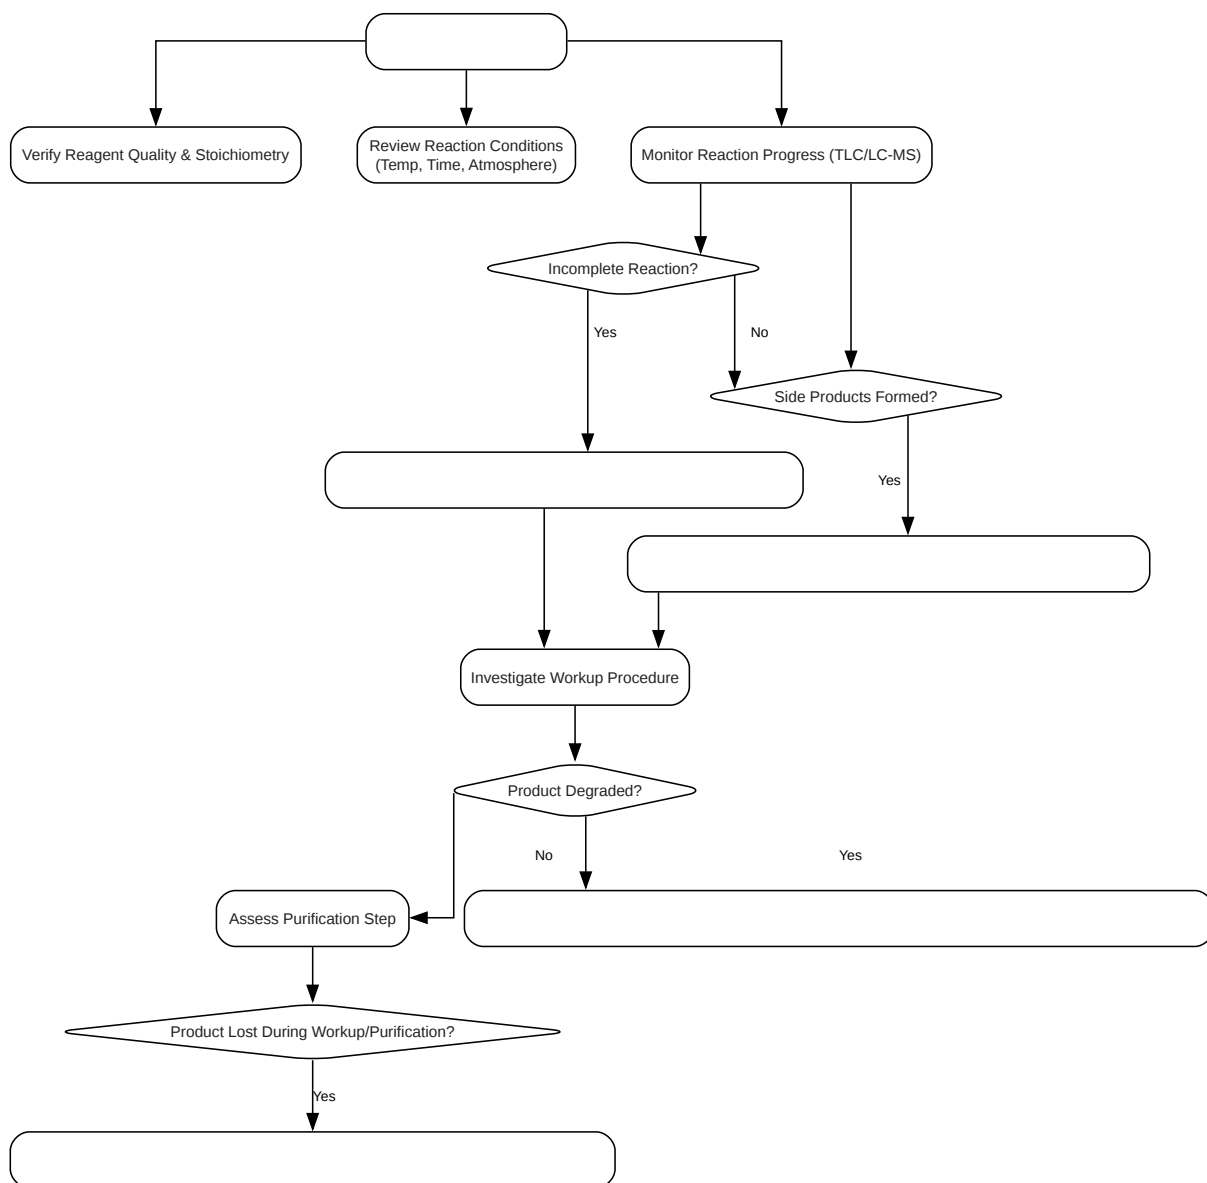 Verify Reagent Quality & Stoichiometry
Review Reaction Conditions
(Temp, Time, Atmosphere)
Monitor Reaction Progress (TLC/LC-MS)
Incomplete Reaction?
Yes
No
Side Products Formed?
Yes
Investigate Workup Procedure
Product Degraded?
No
Yes
Assess Purification Step
Product Lost During Workup/Purification?
Yes